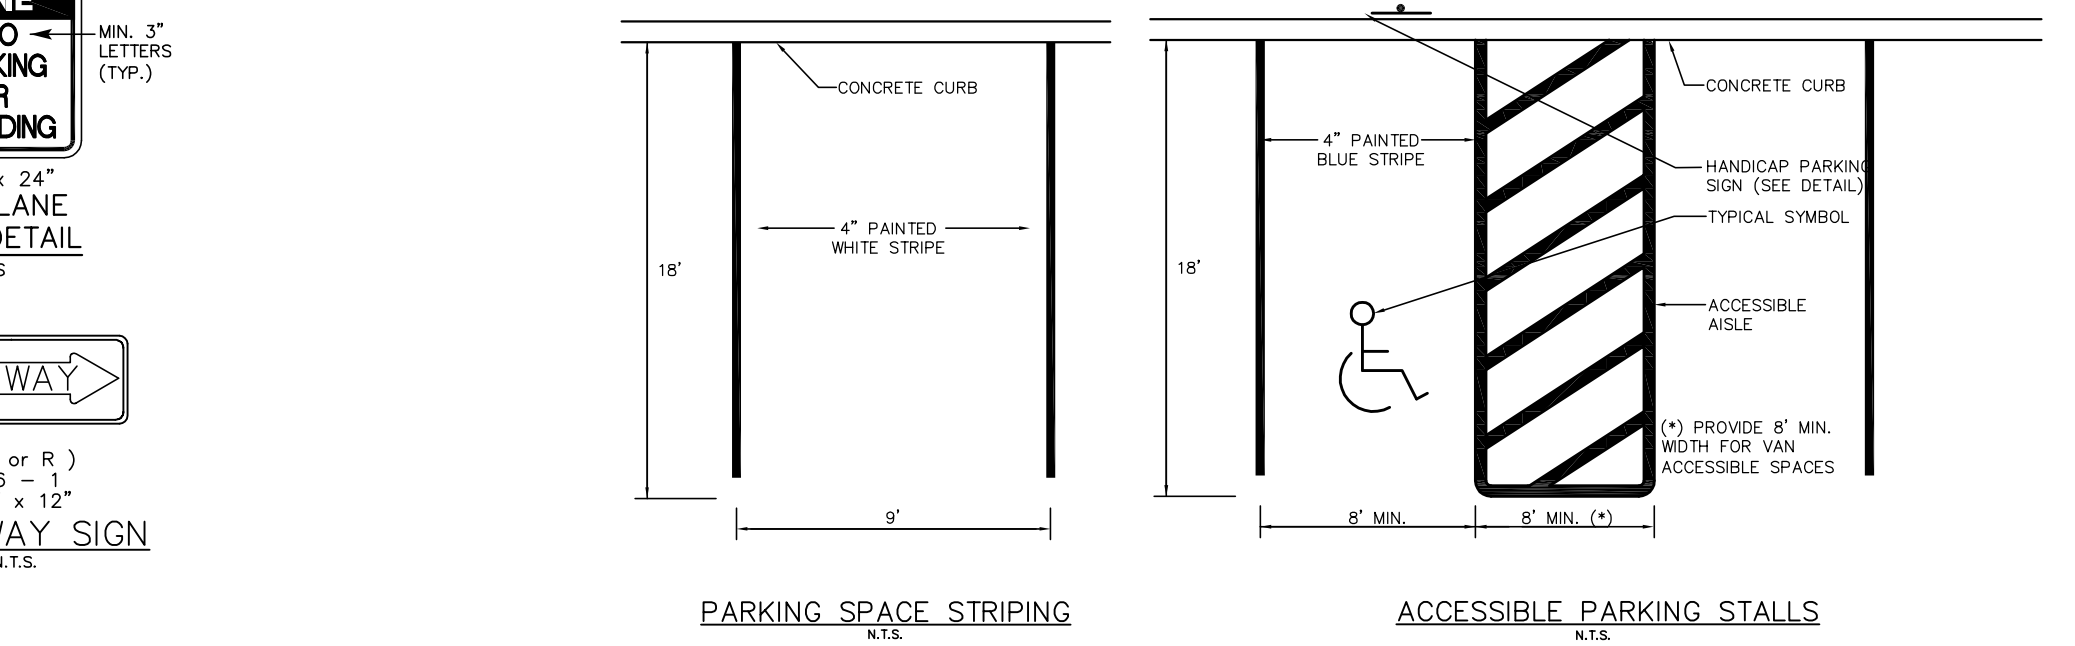 MIN. 3"
LETTERS
(TYP.)
x 24"
LANE
DETAIL
WAY
or R )
6 - 1
x 12"
WAY SIGN
N.T.S.
CONCRETE CURB
4" PAINTED
WHITE STRIPE
18'
9'
PARKING SPACE STRIPING
N.T.S.
CONCRETE CURB
4" PAINTED
BLUE STRIPE
HANDICAP PARKING
SIGN (SEE DETAIL)
TYPICAL SYMBOL
18'
ACCESSIBLE
AISLE
(*) PROVIDE 8' MIN.
WIDTH FOR VAN
ACCESSIBLE SPACES
8' MIN.
8' MIN. (*)
ACCESSIBLE PARKING STALLS
N.T.S.